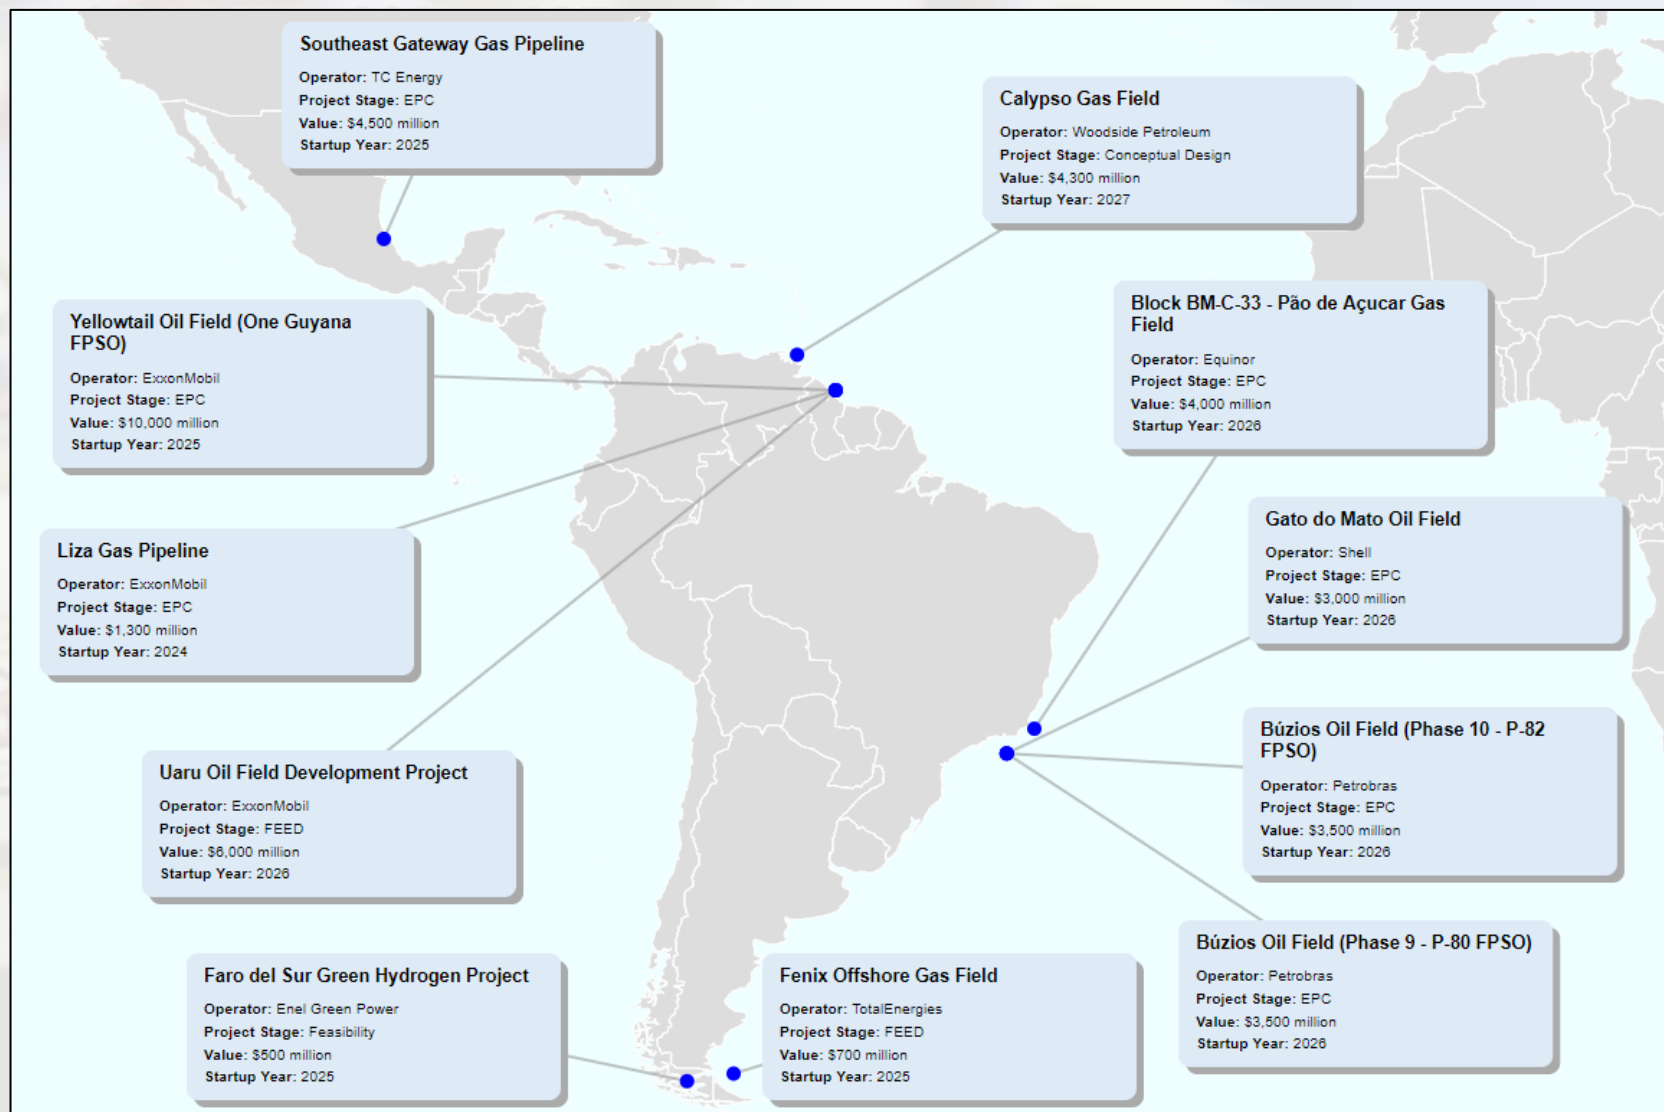 Southeast Gateway Gas Pipeline
Operator: TC Energy
Project Stage: EPC
Value: $4,500 million
Startup Year: 2025
Calypso Gas Field
Operator: Woodside Petroleum
Project Stage: Conceptual Design
Value: $4,300 million
Startup Year: 2027
Yellowtail Oil Field (One Guyana
FPSO)
Operator: ExxonMobil
Project Stage: EPC
Value: $10,000 million
Startup Year: 2025
Block BM-C-33 - Pão de Açucar Gas
Field
Operator: Equinor
Project Stage: EPC
Value: $4,000 million
Startup Year: 2026
Liza Gas Pipeline
Operator: ExxonMobil
Project Stage: EPC
Value: $1,300 million
Startup Year: 2024
Gato do Mato Oil Field
Operator: Shell
Project Stage: EPC
Value: $3,000 million
Startup Year: 2026
Uaru Oil Field Development Project
Operator: ExxonMobil
Project Stage: FEED
Value: $6,000 million
Startup Year: 2026
Búzios Oil Field (Phase 10 - P-82
FPSO)
Operator: Petrobras
Project Stage: EPC
Value: $3,500 million
Startup Year: 2026
Faro del Sur Green Hydrogen Project
Operator: Enel Green Power
Project Stage: Feasibility
Value: $500 million
Startup Year: 2025
Fenix Offshore Gas Field
Operator: TotalEnergies
Project Stage: FEED
Value: $700 million
Startup Year: 2025
Búzios Oil Field (Phase 9 - P-80 FPSO)
Operator: Petrobras
Project Stage: EPC
Value: $3,500 million
Startup Year: 2026